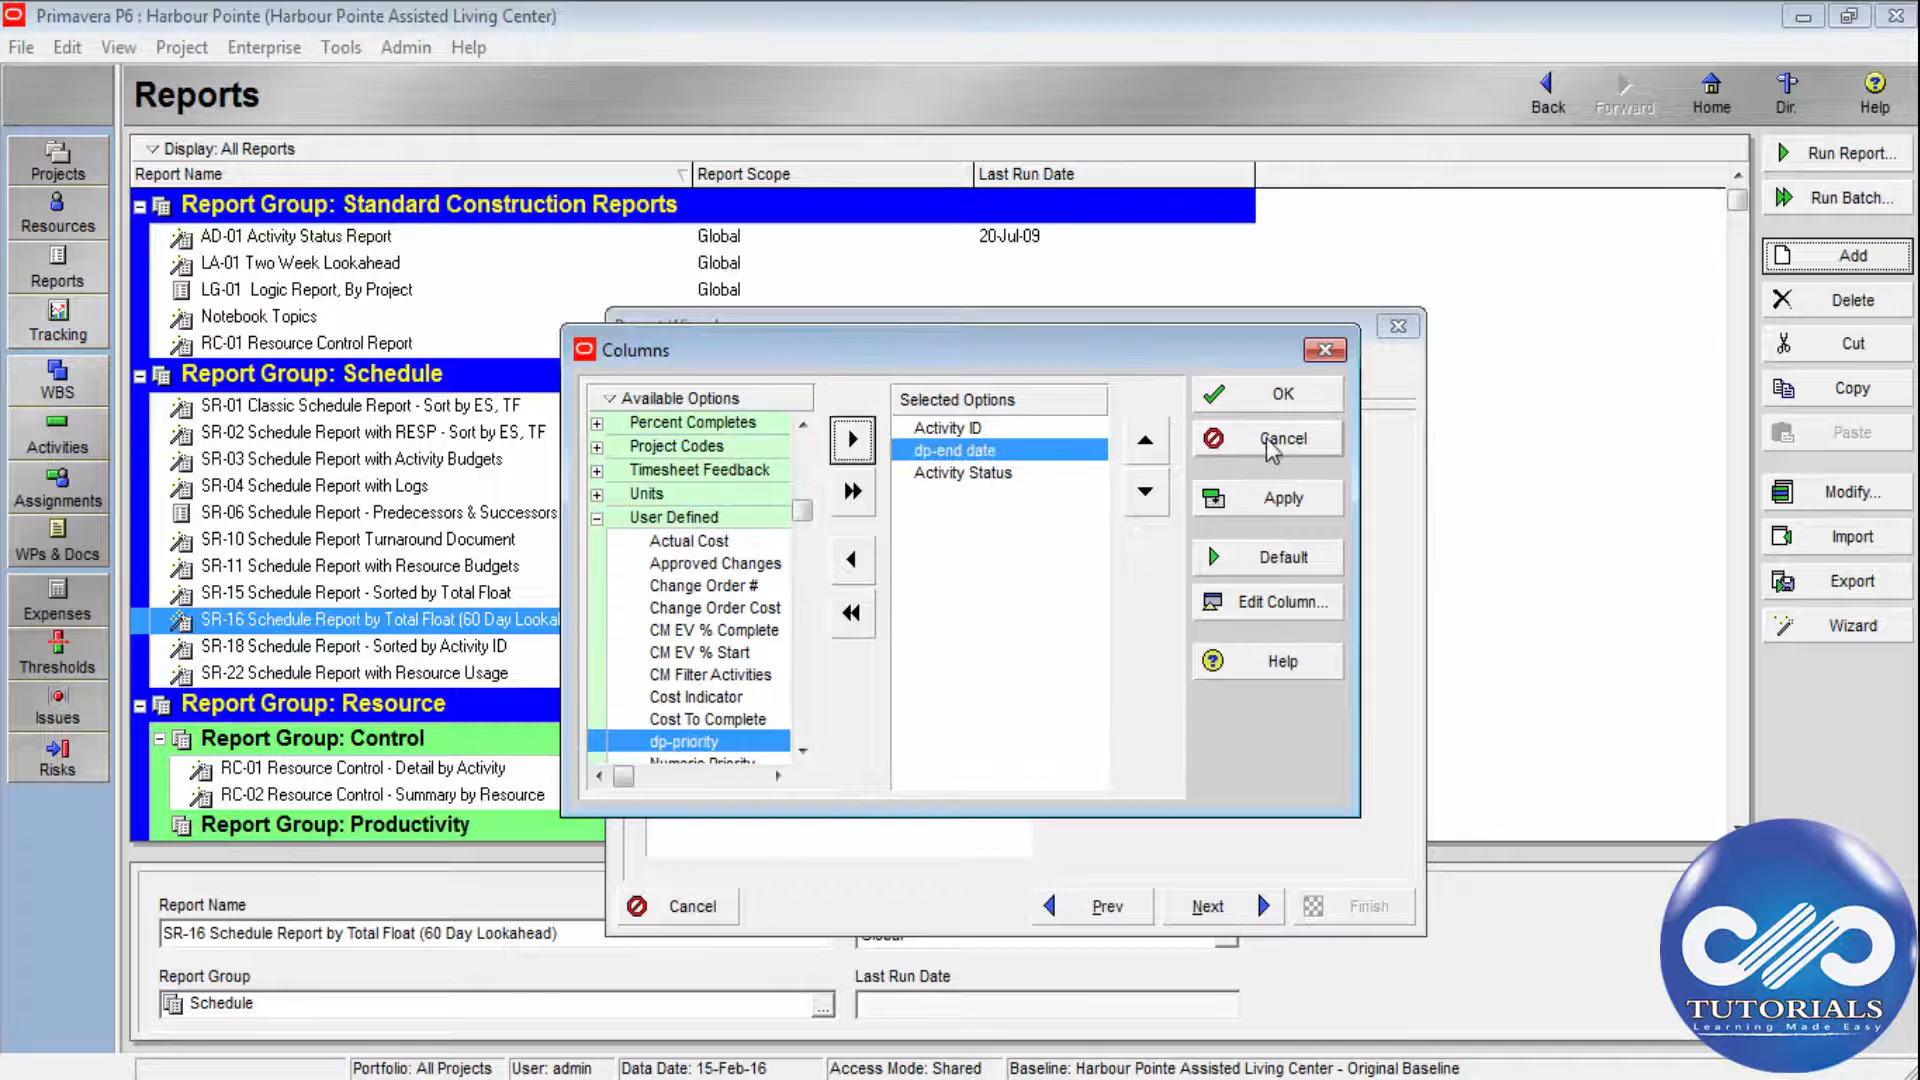 Primavera P6 : Harbour Pointe (Harbour Pointe Assisted Living Center)
File Edit View Project Enterprise Tools Admin Help
Reports
Back Forward Home Dir. Help
Projects
Resources
Reports
Tracking
WBS
Activities
Assignments
WPs & Docs
Expenses
Thresholds
Issues
Risks
Display: All Reports
Report Name Report Scope Last Run Date
Report Group: Standard Construction Reports
AD-01 Activity Status Report Global 20-Jul-09
LA-01 Two Week Lookahead Global
LG-01 Logic Report, By Project Global
Notebook Topics
RC-01 Resource Control Report
Report Group: Schedule
SR-01 Classic Schedule Report - Sort by ES, TF
SR-02 Schedule Report with RESP - Sort by ES, TF
SR-03 Schedule Report with Activity Budgets
SR-04 Schedule Report with Logs
SR-06 Schedule Report - Predecessors & Successors
SR-10 Schedule Report Turnaround Document
SR-11 Schedule Report with Resource Budgets
SR-15 Schedule Report - Sorted by Total Float
SR-16 Schedule Report by Total Float (60 Day Lookal
SR-18 Schedule Report - Sorted by Activity ID
SR-22 Schedule Report with Resource Usage
Report Group: Resource
Report Group: Control
RC-01 Resource Control - Detail by Activity
RC-02 Resource Control - Summary by Resource
Report Group: Productivity
Columns
Available Options
Percent Completes
Project Codes
Timesheet Feedback
Units
User Defined
Actual Cost
Approved Changes
Change Order #
Change Order Cost
CM EV % Complete
CM EV % Start
CM Filter Activities
Cost Indicator
Cost To Complete
dp-priority
Numeric Priority
Selected Options
Activity ID
dp-end date
Activity Status
OK
Cancel
Apply
Default
Edit Column...
Help
Cancel Prev Next Finish
Run Report...
Run Batch...
Add
Delete
Cut
Copy
Paste
Modify...
Import
Export
Wizard
Report Name
SR-16 Schedule Report by Total Float (60 Day Lookahead)
Global
Report Group
Schedule
...
Last Run Date
TUTORIALS
Learning Made Easy
Portfolio: All Projects User: admin Data Date: 15-Feb-16 Access Mode: Shared Baseline: Harbour Pointe Assisted Living Center - Original Baseline